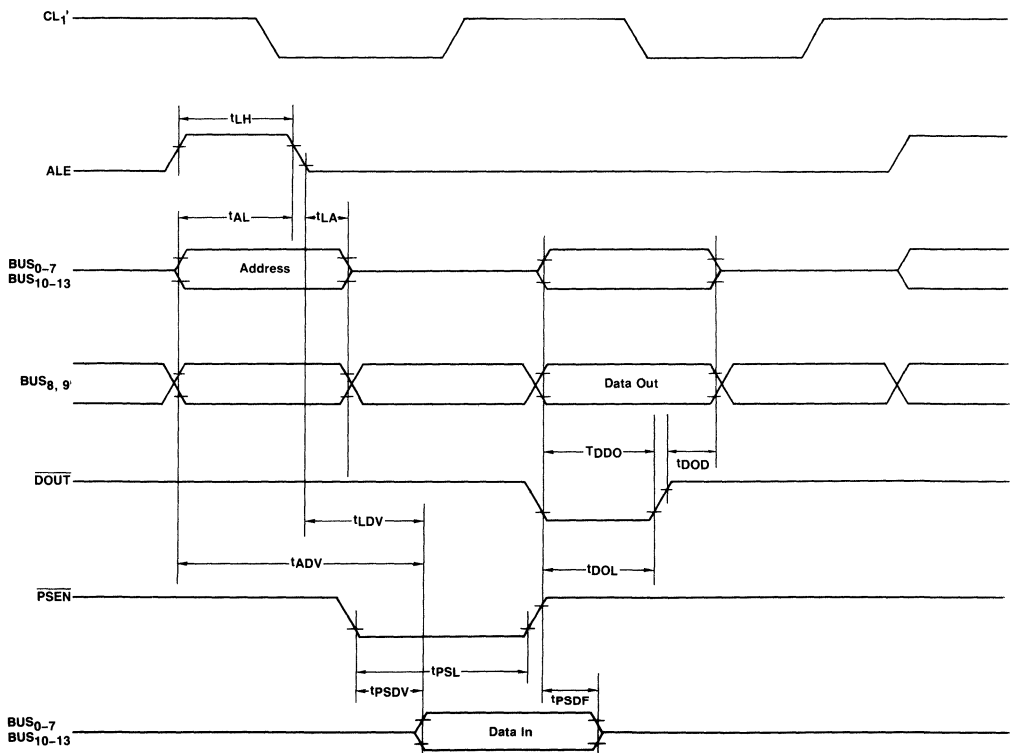 CL1'
tLH
ALE
tAL
tLA
BUS0–7
BUS10–13
Address
BUS8, 9'
Data Out
TDDO
tDOD
DOUT
tLDV
tADV
tDOL
PSEN
tPSL
tPSDV
tPSDF
BUS0–7
BUS10–13
Data In